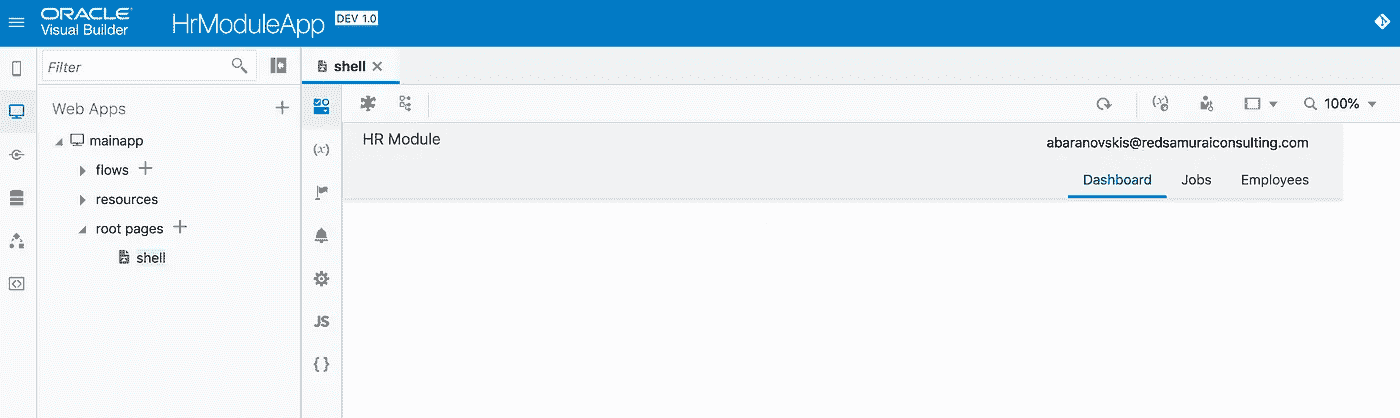 ORACLE
Visual Builder
HrModuleApp
DEV 1.0
Filter
shell
Web Apps
100%
mainapp
(x)
HR Module
abaranovskis@redsamuraiconsulting.com
flows
Dashboard
Jobs
Employees
resources
root pages
shell
JS
{ }